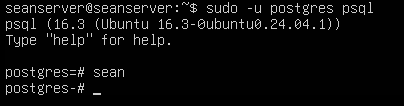 seanserver@seanserver:~$ sudo -u postgres psql
psql (16.3 (Ubuntu 16.3-0ubuntu0.24.04.1))
Type "help" for help.

postgres=# sean
postgres-# _